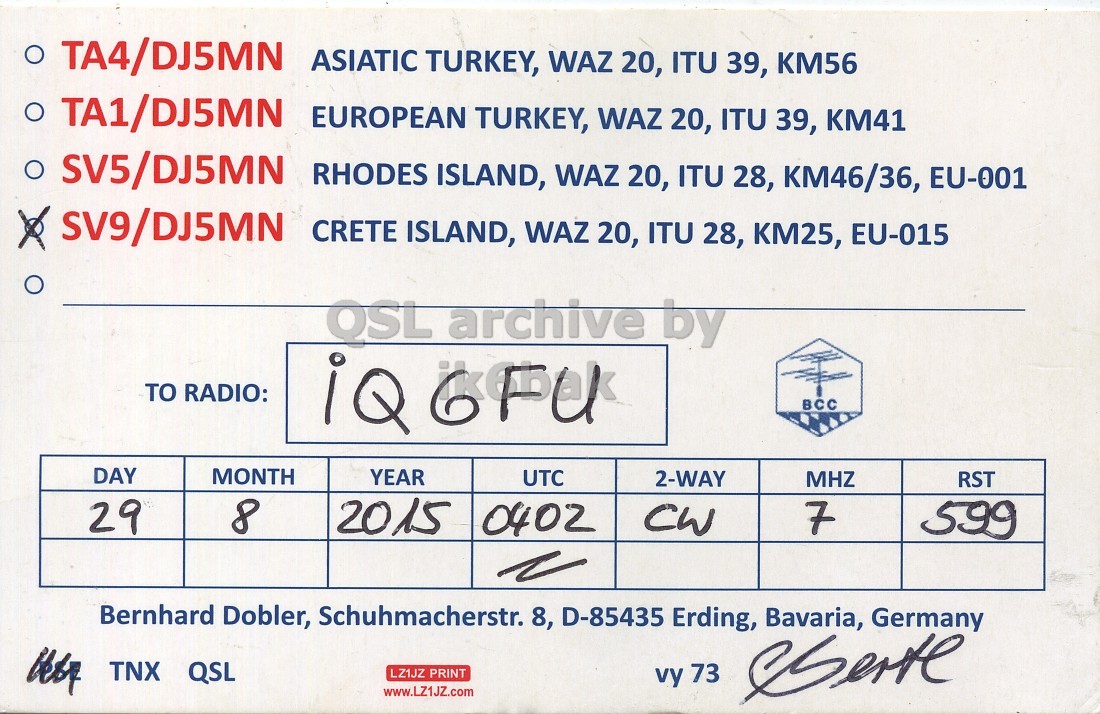 TA4/DJ5MN ASIATIC TURKEY, WAZ 20, ITU 39, KM56
TA1/DJ5MN EUROPEAN TURKEY, WAZ 20, ITU 39, KM41
SV5/DJ5MN RHODES ISLAND, WAZ 20, ITU 28, KM46/36, EU-001
SV9/DJ5MN CRETE ISLAND, WAZ 20, ITU 28, KM25, EU-015
QSL archive by
ik6bak
TO RADIO: iQ6FU
BCC
DAY MONTH YEAR UTC 2-WAY MHZ RST
29 8 2015 0402 CW 7 599
Bernhard Dobler, Schuhmacherstr. 8, D-85435 Erding, Bavaria, Germany
PSE TNX QSL LZ1JZ PRINT vy 73
www.LZ1JZ.com